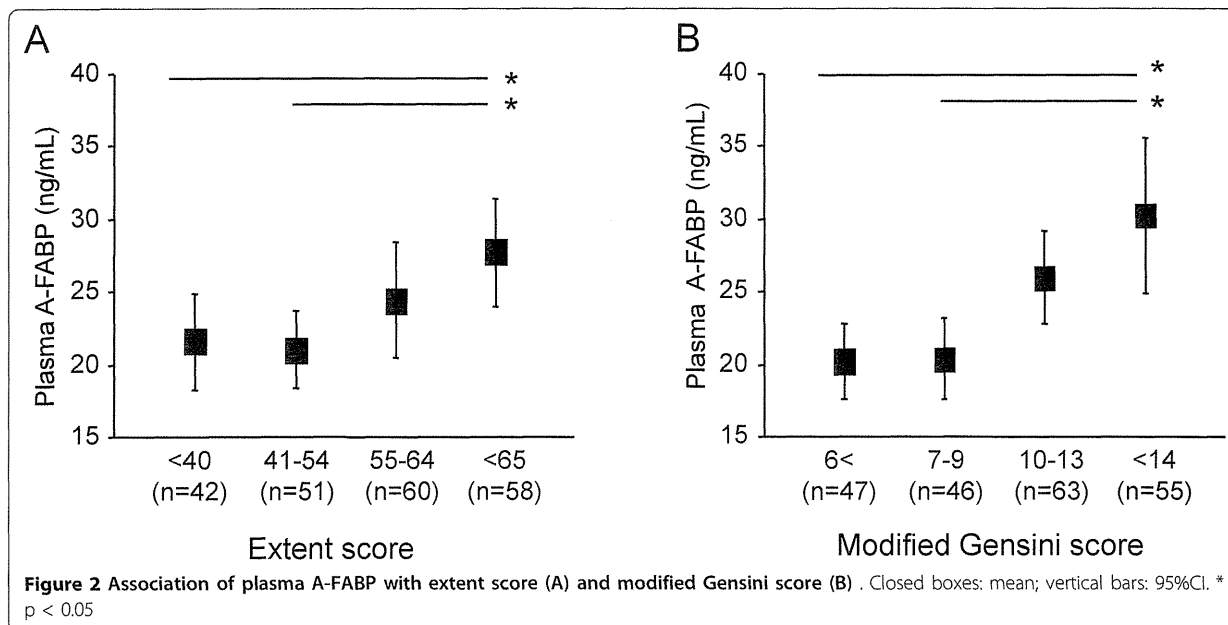 A
B
* *
* *
40 40
35 35
30 30
25 25
20 20
15 15
Plasma A-FABP (ng/mL)
Plasma A-FABP (ng/mL)
<40 41-54 55-64 <65
(n=42) (n=51) (n=60) (n=58)
Extent score
6< 7-9 10-13 <14
(n=47) (n=46) (n=63) (n=55)
Modified Gensini score
Figure 2 Association of plasma A-FABP with extent score (A) and modified Gensini score (B) . Closed boxes: mean; vertical bars: 95%CI. *
p < 0.05